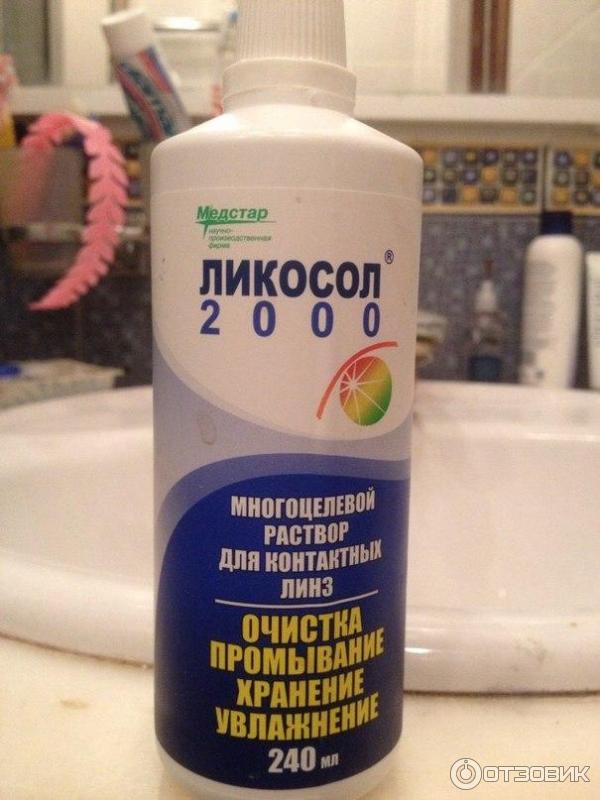 Медстар
научно-
производственная
фирма
ЛИКОСОЛ®
2000
МНОГОЦЕЛЕВОЙ
РАСТВОР
ДЛЯ КОНТАКТНЫХ
ЛИНЗ
ОЧИСТКА
ПРОМЫВАНИЕ
ХРАНЕНИЕ
УВЛАЖНЕНИЕ
240 мл
ОТЗОВИК